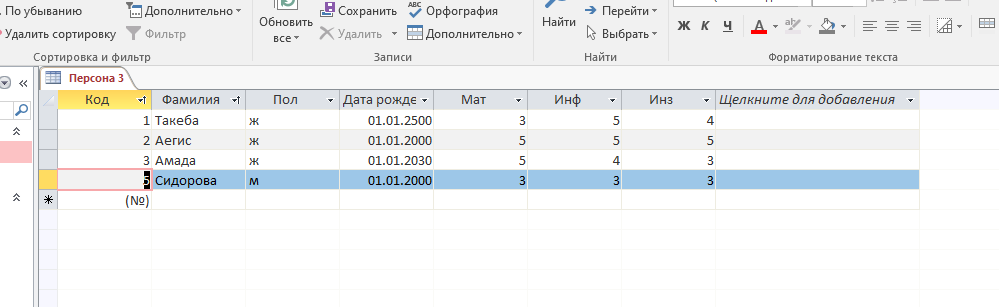 По убыванию
Дополнительно
Удалить сортировку
Фильтр
Сортировка и фильтр
Обновить
все
Сохранить
Орфография
Удалить
Дополнительно
Записи
Найти
Перейти
Выбрать
Найти
Ж К Ч
Форматирование текста
Персона 3
Код Фамилия Пол Дата рожде Мат Инф Инз Щелкните для добавления
1 Такеба ж 01.01.2500 3 5 4
2 Аегис ж 01.01.2000 5 5 5
3 Амада ж 01.01.2030 5 4 3
5 Сидорова м 01.01.2000 3 3 3
(№)